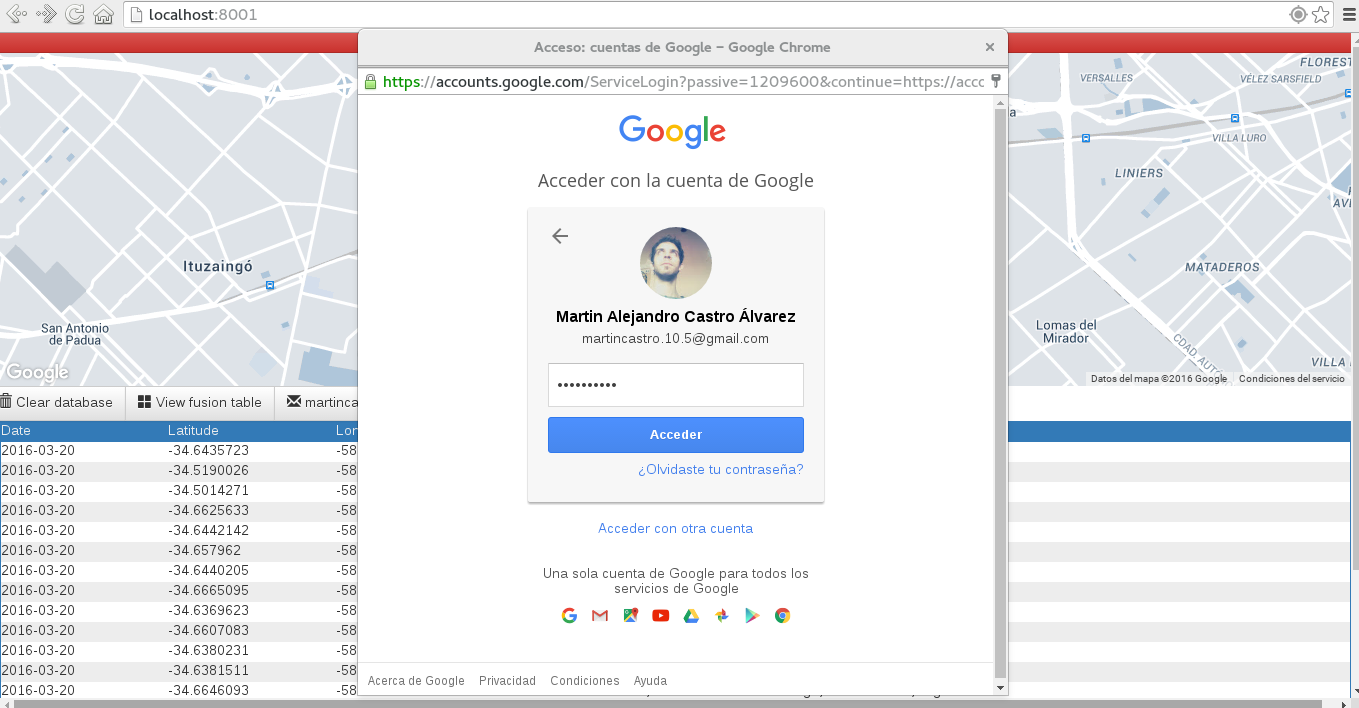 localhost:8001
Acceso: cuentas de Google – Google Chrome
https://accounts.google.com/ServiceLogin?passive=1209600&continue=https://accc
Google
Acceder con la cuenta de Google
Martin Alejandro Castro Álvarez
martincastro.10.5@gmail.com
••••••••••
Acceder
¿Olvidaste tu contraseña?
Acceder con otra cuenta
Una sola cuenta de Google para todos los
servicios de Google
Acerca de Google Privacidad Condiciones Ayuda
Ituzaingó
San Antonio
de Padua
Google
VERSALLES
FLOREST
VÉLEZ SARSFIELD
VILLA LURO
LINIERS
MATADEROS
Lomas del
Mirador
CDAD. AUTÓ
VILLA
Datos del mapa ©2016 Google
Condiciones del servicio
Clear database View fusion table martinca
Date Latitude Lon
2016-03-20 -34.6435723 -58
2016-03-20 -34.5190026 -58
2016-03-20 -34.5014271 -58
2016-03-20 -34.6625633 -58
2016-03-20 -34.6442142 -58
2016-03-20 -34.657962 -58
2016-03-20 -34.6440205 -58
2016-03-20 -34.6665095 -58
2016-03-20 -34.6369623 -58
2016-03-20 -34.6607083 -58
2016-03-20 -34.6380231 -58
2016-03-20 -34.6381511 -58
2016-03-20 -34.6646093 -58